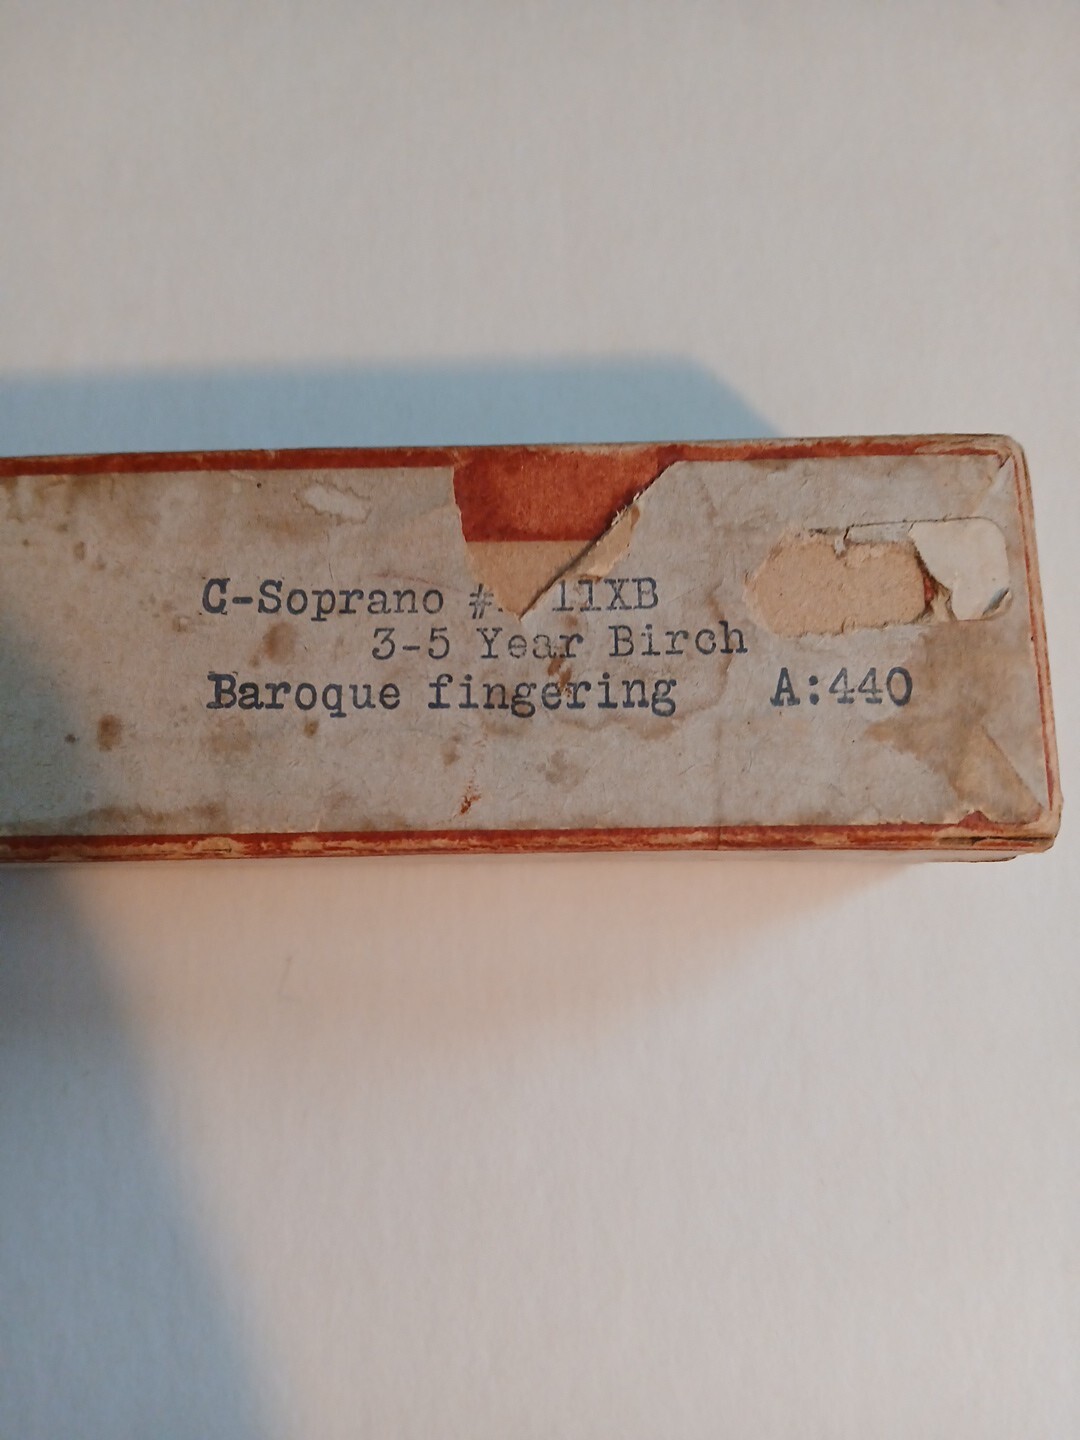 C-Soprano # 11XB
3-5 Year Birch
Baroque fingering A:440